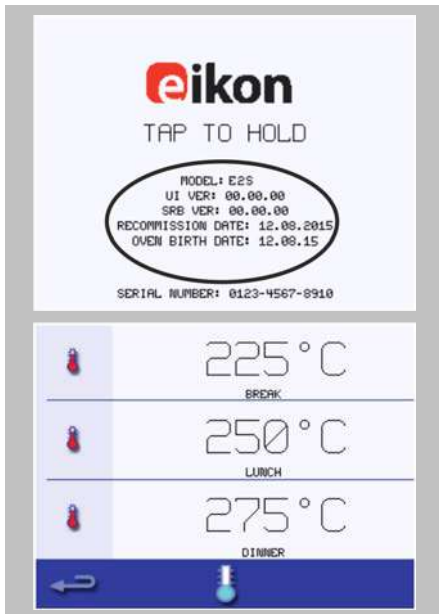 eikon
TAP TO HOLD
MODEL: E2S
UI VER: 00.00.00
SRB VER: 00.00.00
RECOMMISSION DATE: 12.08.2015
OVEN BIRTH DATE: 12.08.15
SERIAL NUMBER: 0123-4567-8910
225°C
BREAK
250°C
LUNCH
275°C
DINNER